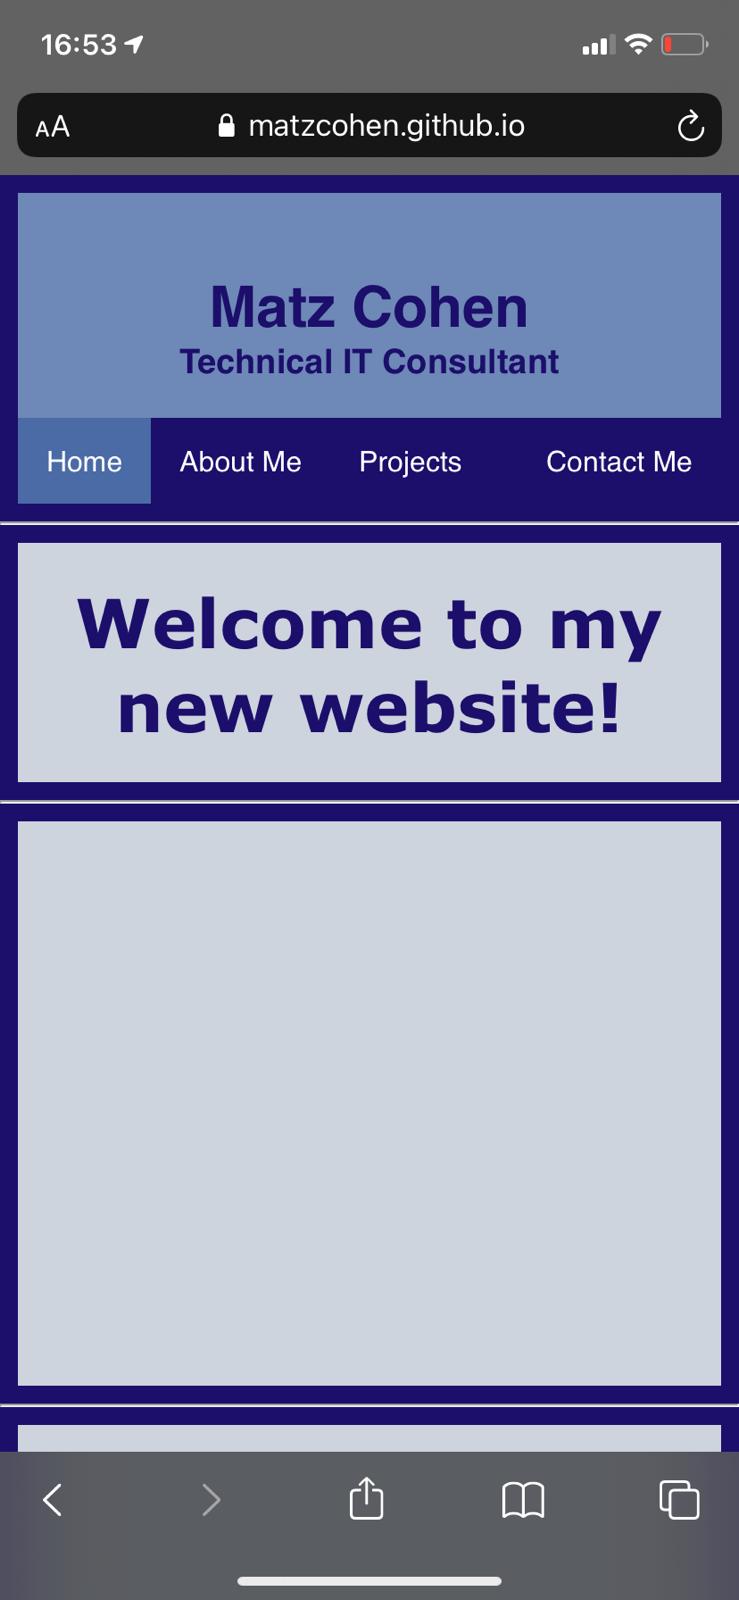 16:53
AA matzcohen.github.io
Matz Cohen
Technical IT Consultant
Home About Me Projects Contact Me
Welcome to my
new website!